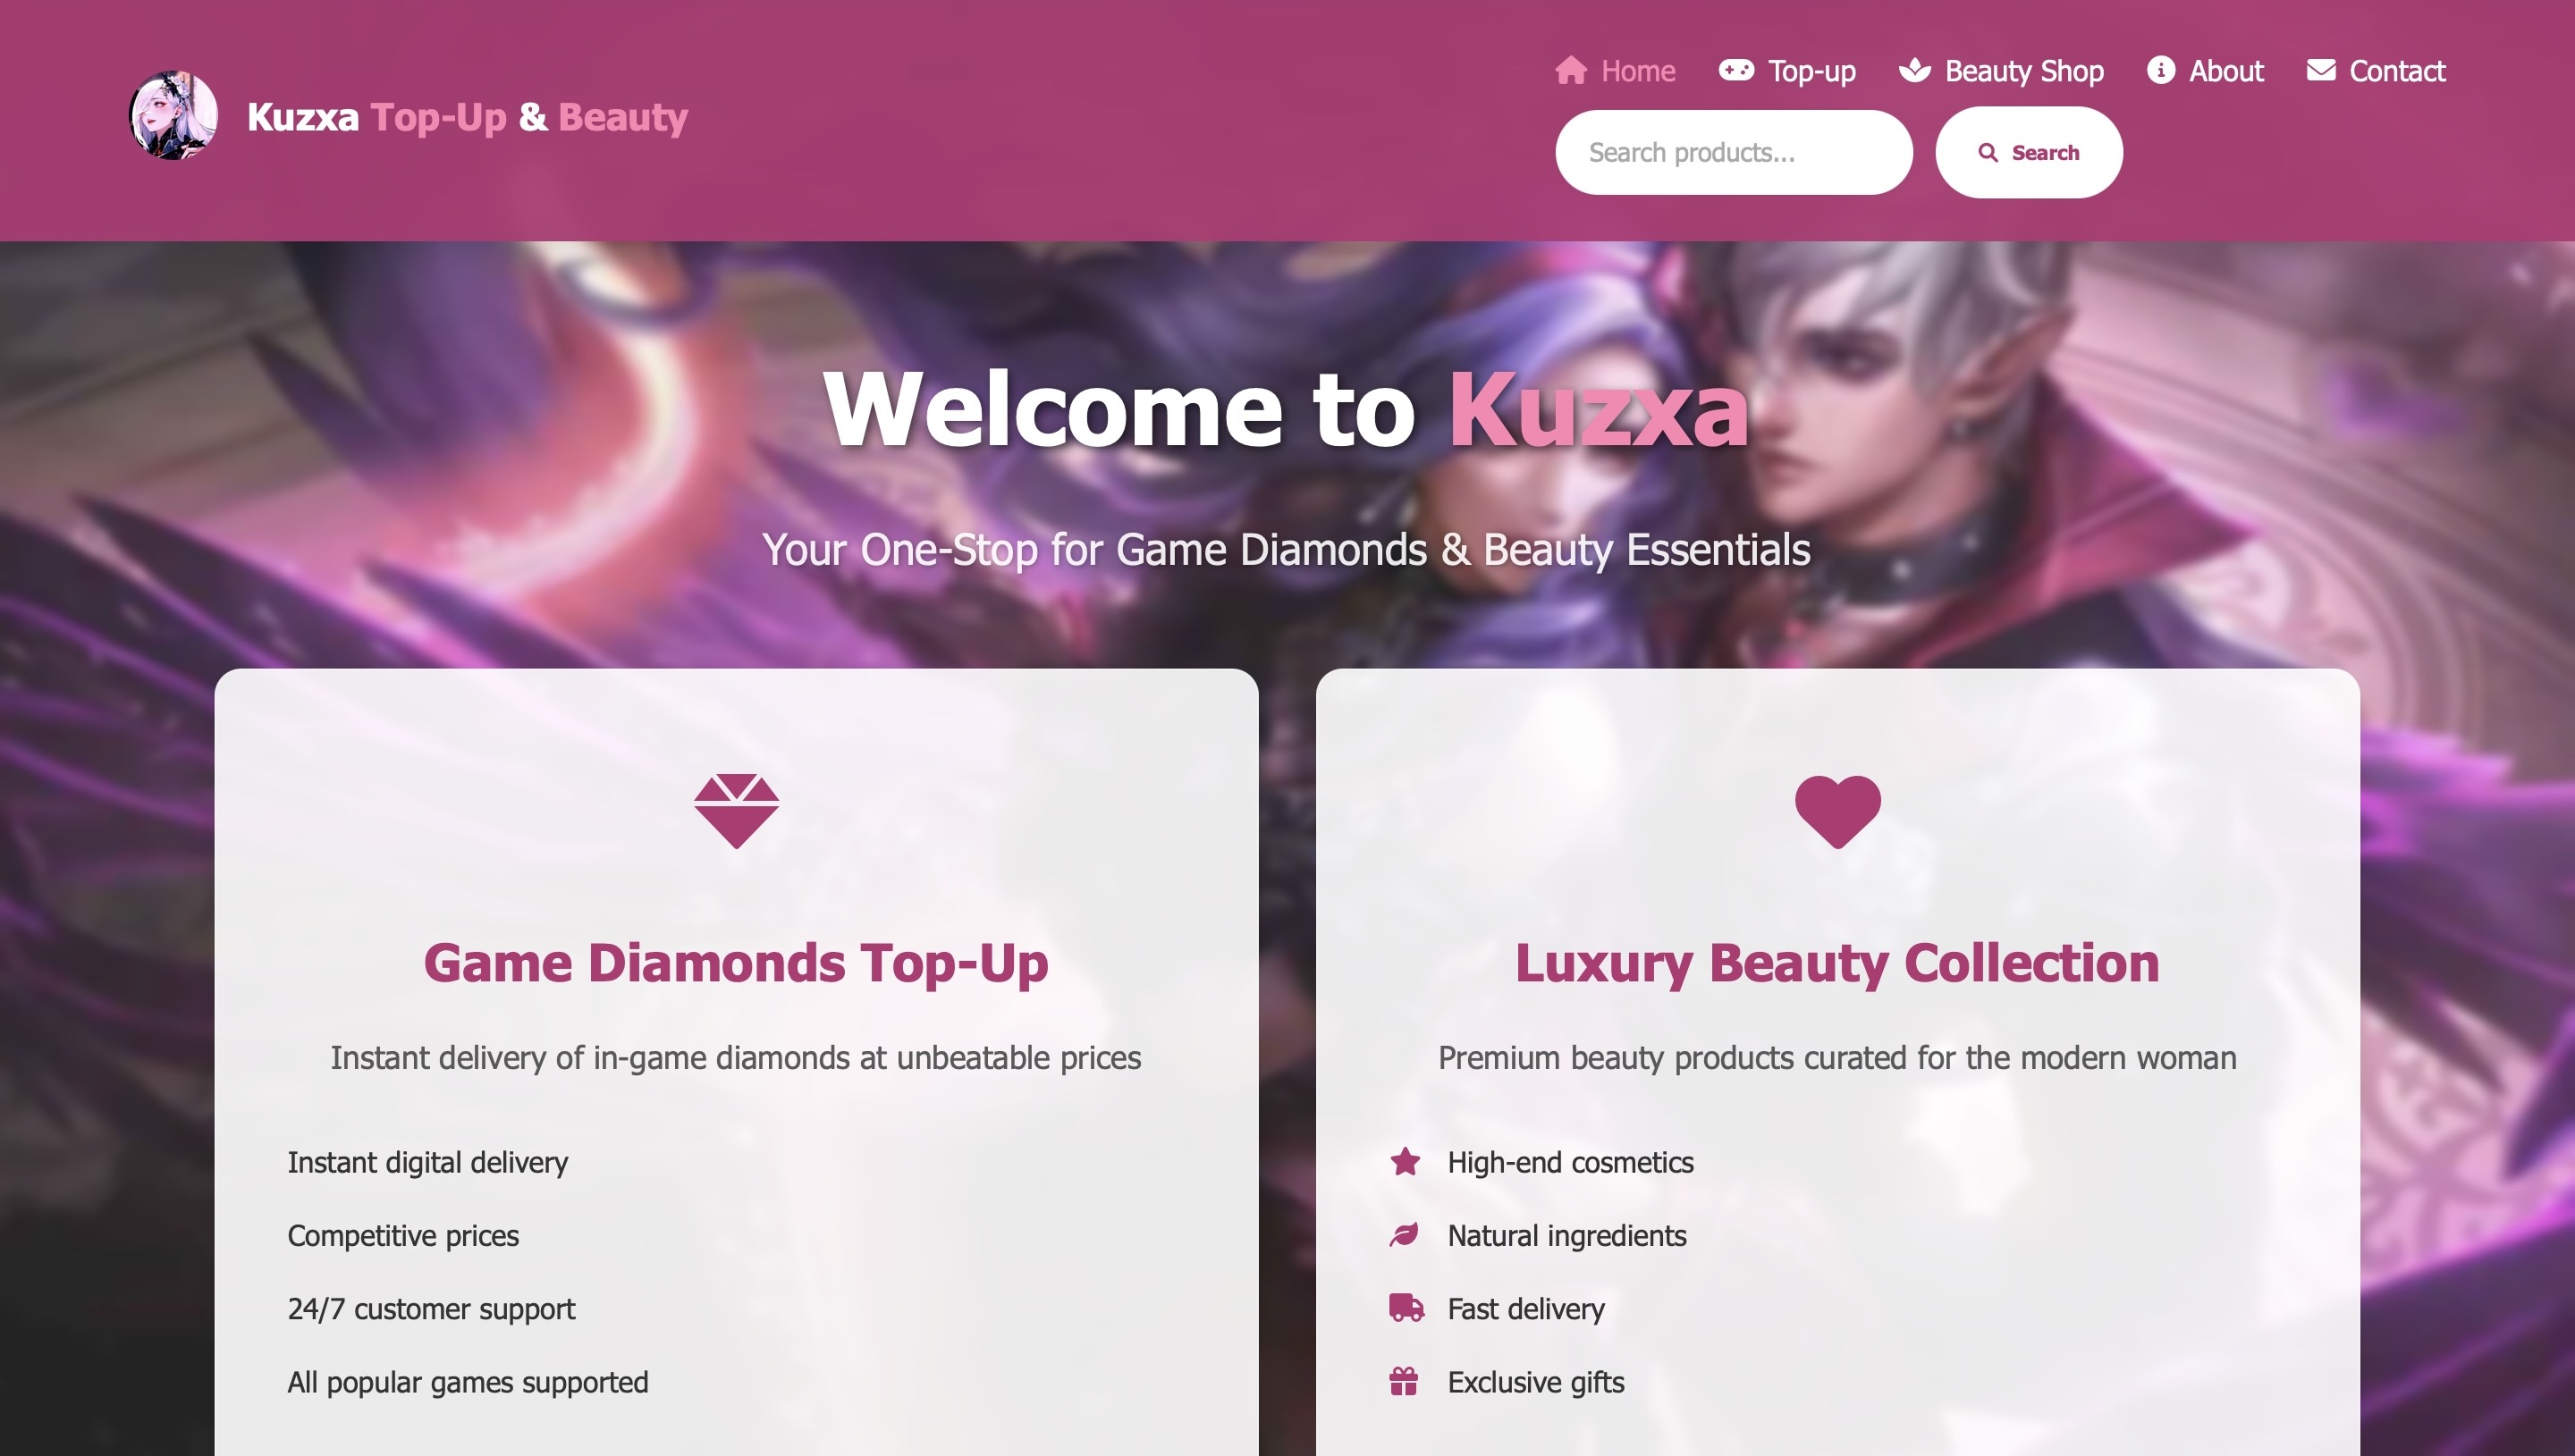 Kuzxa Top-Up & Beauty
Home Top-up Beauty Shop About Contact
Search products...
Search
Welcome to Kuzxa
Your One-Stop for Game Diamonds & Beauty Essentials
Game Diamonds Top-Up
Instant delivery of in-game diamonds at unbeatable prices
Instant digital delivery
Competitive prices
24/7 customer support
All popular games supported
Luxury Beauty Collection
Premium beauty products curated for the modern woman
High-end cosmetics
Natural ingredients
Fast delivery
Exclusive gifts